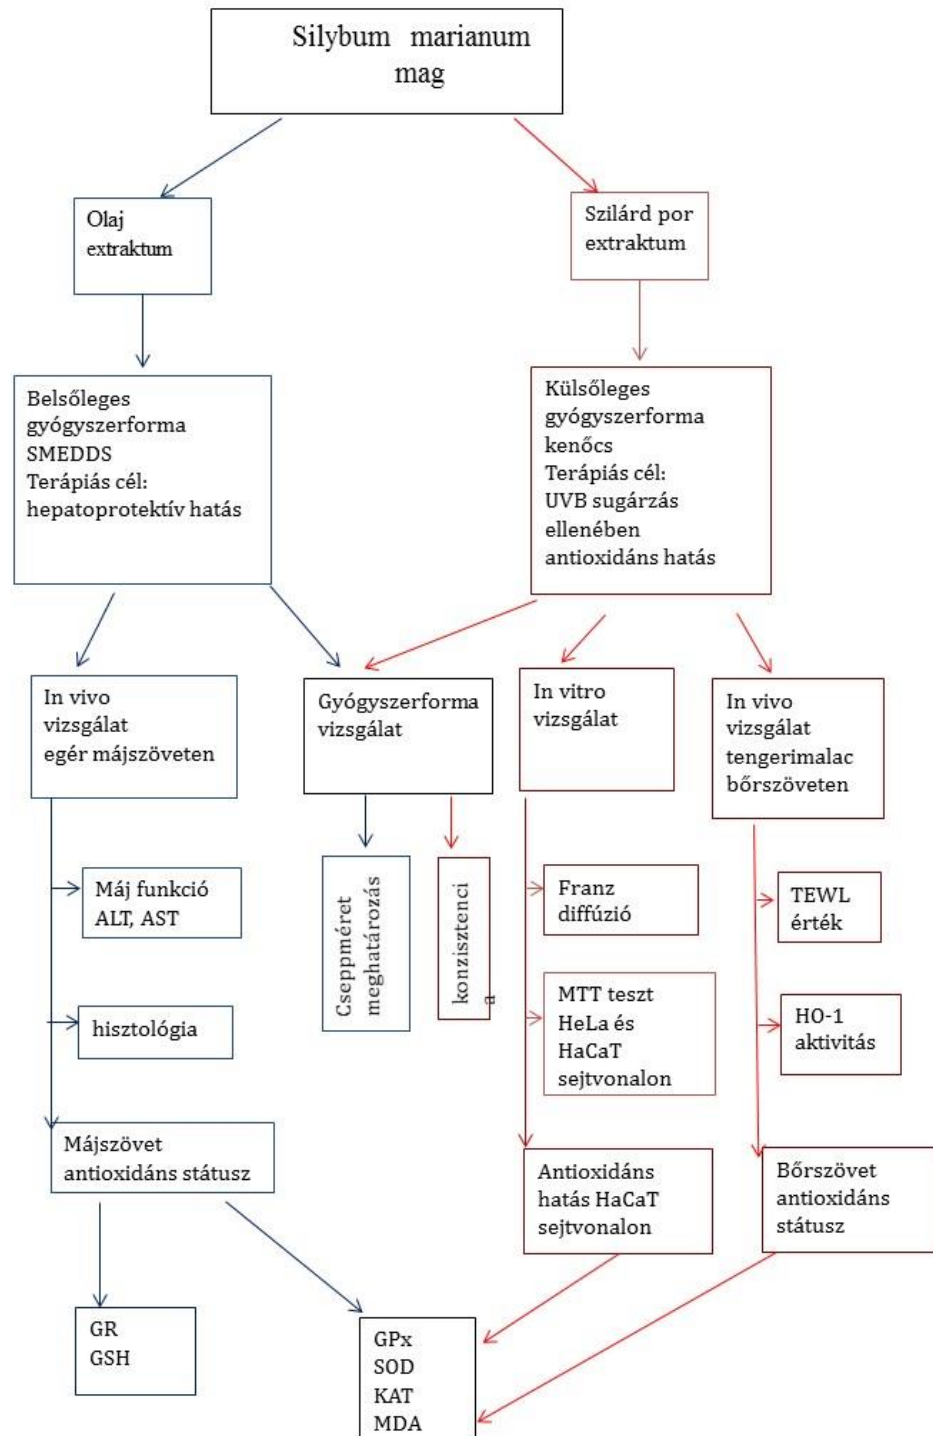 Silybum marianum
mag
Olaj
extraktum
Szilárd por
extraktum
Belsőleges
gyógyszerforma
SMEDDS
Terápiás cél:
hepatoprotektív hatás
Külsőleges
gyógyszerforma
kenőcs
Terápiás cél:
UVB sugárzás
ellenében
antioxidáns hatás
In vivo
vizsgálat
egér májszöveten
Gyógyszerforma
vizsgálat
In vitro
vizsgálat
In vivo
vizsgálat
tengerimalac
bőrszöveten
Máj funkció
ALT, AST
hisztológia
Cseppméret
meghatározás
konzisztenci
a
Franz
diffúzió
MTT teszt
HeLa és
HaCaT
sejtvonalon
TEWL
érték
HO-1
aktivitás
Májszövet
antioxidáns státusz
Antioxidáns
hatás HaCaT
sejtvonalon
Bőrszövet
antioxidáns
státusz
GR
GSH
GPx
SOD
KAT
MDA